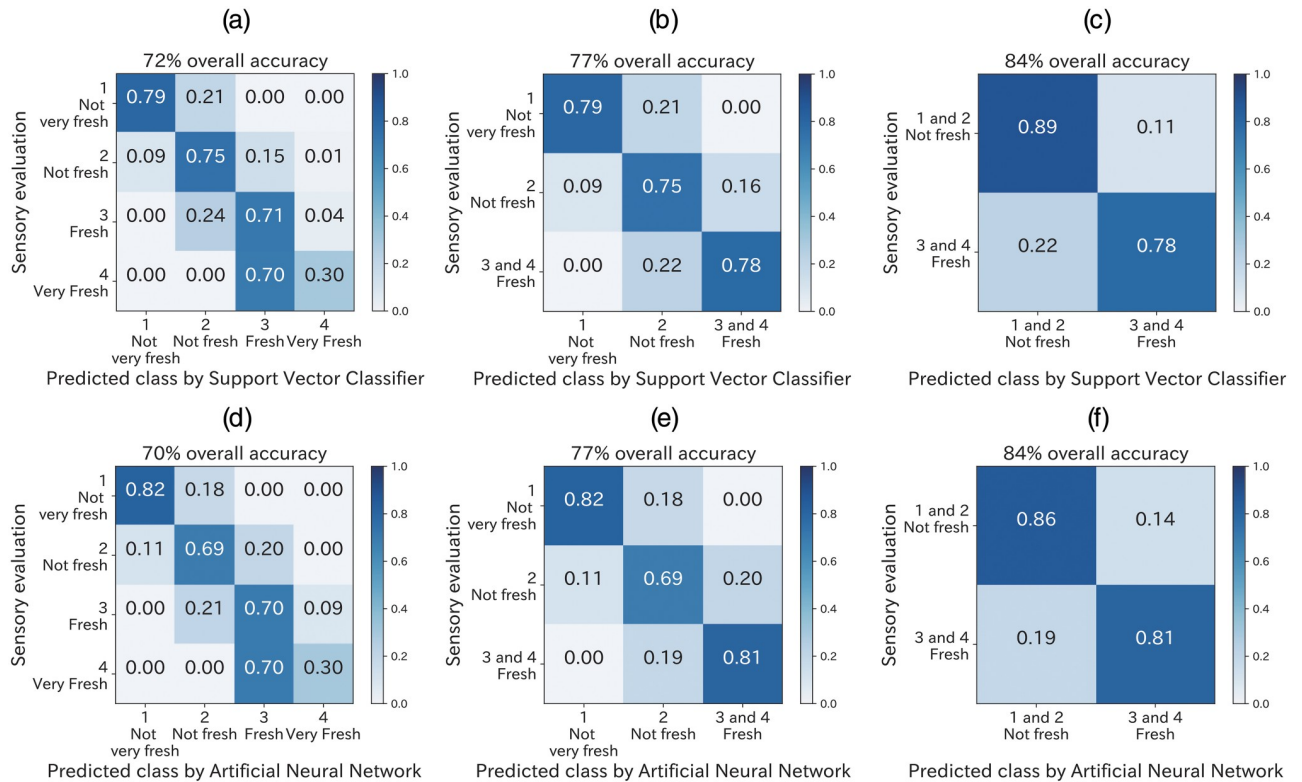 (a)
72% overall accuracy
Sensory evaluation
1
Not
very fresh
2
Not fresh
3
Fresh
4
Very Fresh
0.79 0.21 0.00 0.00
0.09 0.75 0.15 0.01
0.00 0.24 0.71 0.04
0.00 0.00 0.70 0.30
1.0
0.8
0.6
0.4
0.2
0.0
1 2 3 4
Not Not fresh Fresh Very Fresh
very fresh
Predicted class by Support Vector Classifier
(b)
77% overall accuracy
Sensory evaluation
1
Not
very fresh
2
Not fresh
3 and 4
Fresh
0.79 0.21 0.00
0.09 0.75 0.16
0.00 0.22 0.78
1.0
0.8
0.6
0.4
0.2
0.0
1 2 3 and 4
Not Not fresh Fresh
very fresh
Predicted class by Support Vector Classifier
(c)
84% overall accuracy
Sensory evaluation
1 and 2
Not fresh
3 and 4
Fresh
0.89 0.11
0.22 0.78
1.0
0.8
0.6
0.4
0.2
0.0
1 and 2 3 and 4
Not fresh Fresh
Predicted class by Support Vector Classifier
(d)
70% overall accuracy
Sensory evaluation
1
Not
very fresh
2
Not fresh
3
Fresh
4
Very Fresh
0.82 0.18 0.00 0.00
0.11 0.69 0.20 0.00
0.00 0.21 0.70 0.09
0.00 0.00 0.70 0.30
1.0
0.8
0.6
0.4
0.2
0.0
1 2 3 4
Not Not fresh Fresh Very Fresh
very fresh
Predicted class by Artificial Neural Network
(e)
77% overall accuracy
Sensory evaluation
1
Not
very fresh
2
Not fresh
3 and 4
Fresh
0.82 0.18 0.00
0.11 0.69 0.20
0.00 0.19 0.81
1.0
0.8
0.6
0.4
0.2
0.0
1 2 3 and 4
Not Not fresh Fresh
very fresh
Predicted class by Artificial Neural Network
(f)
84% overall accuracy
Sensory evaluation
1 and 2
Not fresh
3 and 4
Fresh
0.86 0.14
0.19 0.81
1.0
0.8
0.6
0.4
0.2
0.0
1 and 2 3 and 4
Not fresh Fresh
Predicted class by Artificial Neural Network